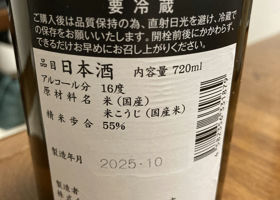 要冷蔵
ご購入後は品質保持の為、直射日光を避け、冷蔵で
の保存をお願いいたします。開栓前後にかかわらず、
できるだけお早めにお召し上がりください。
品目 日本酒 内容量 720ml
アルコール分 16度
原材料名 米(国産)
米こうじ(国産米)
精米歩合 55%
製造年月 2025-10
製造者
株式